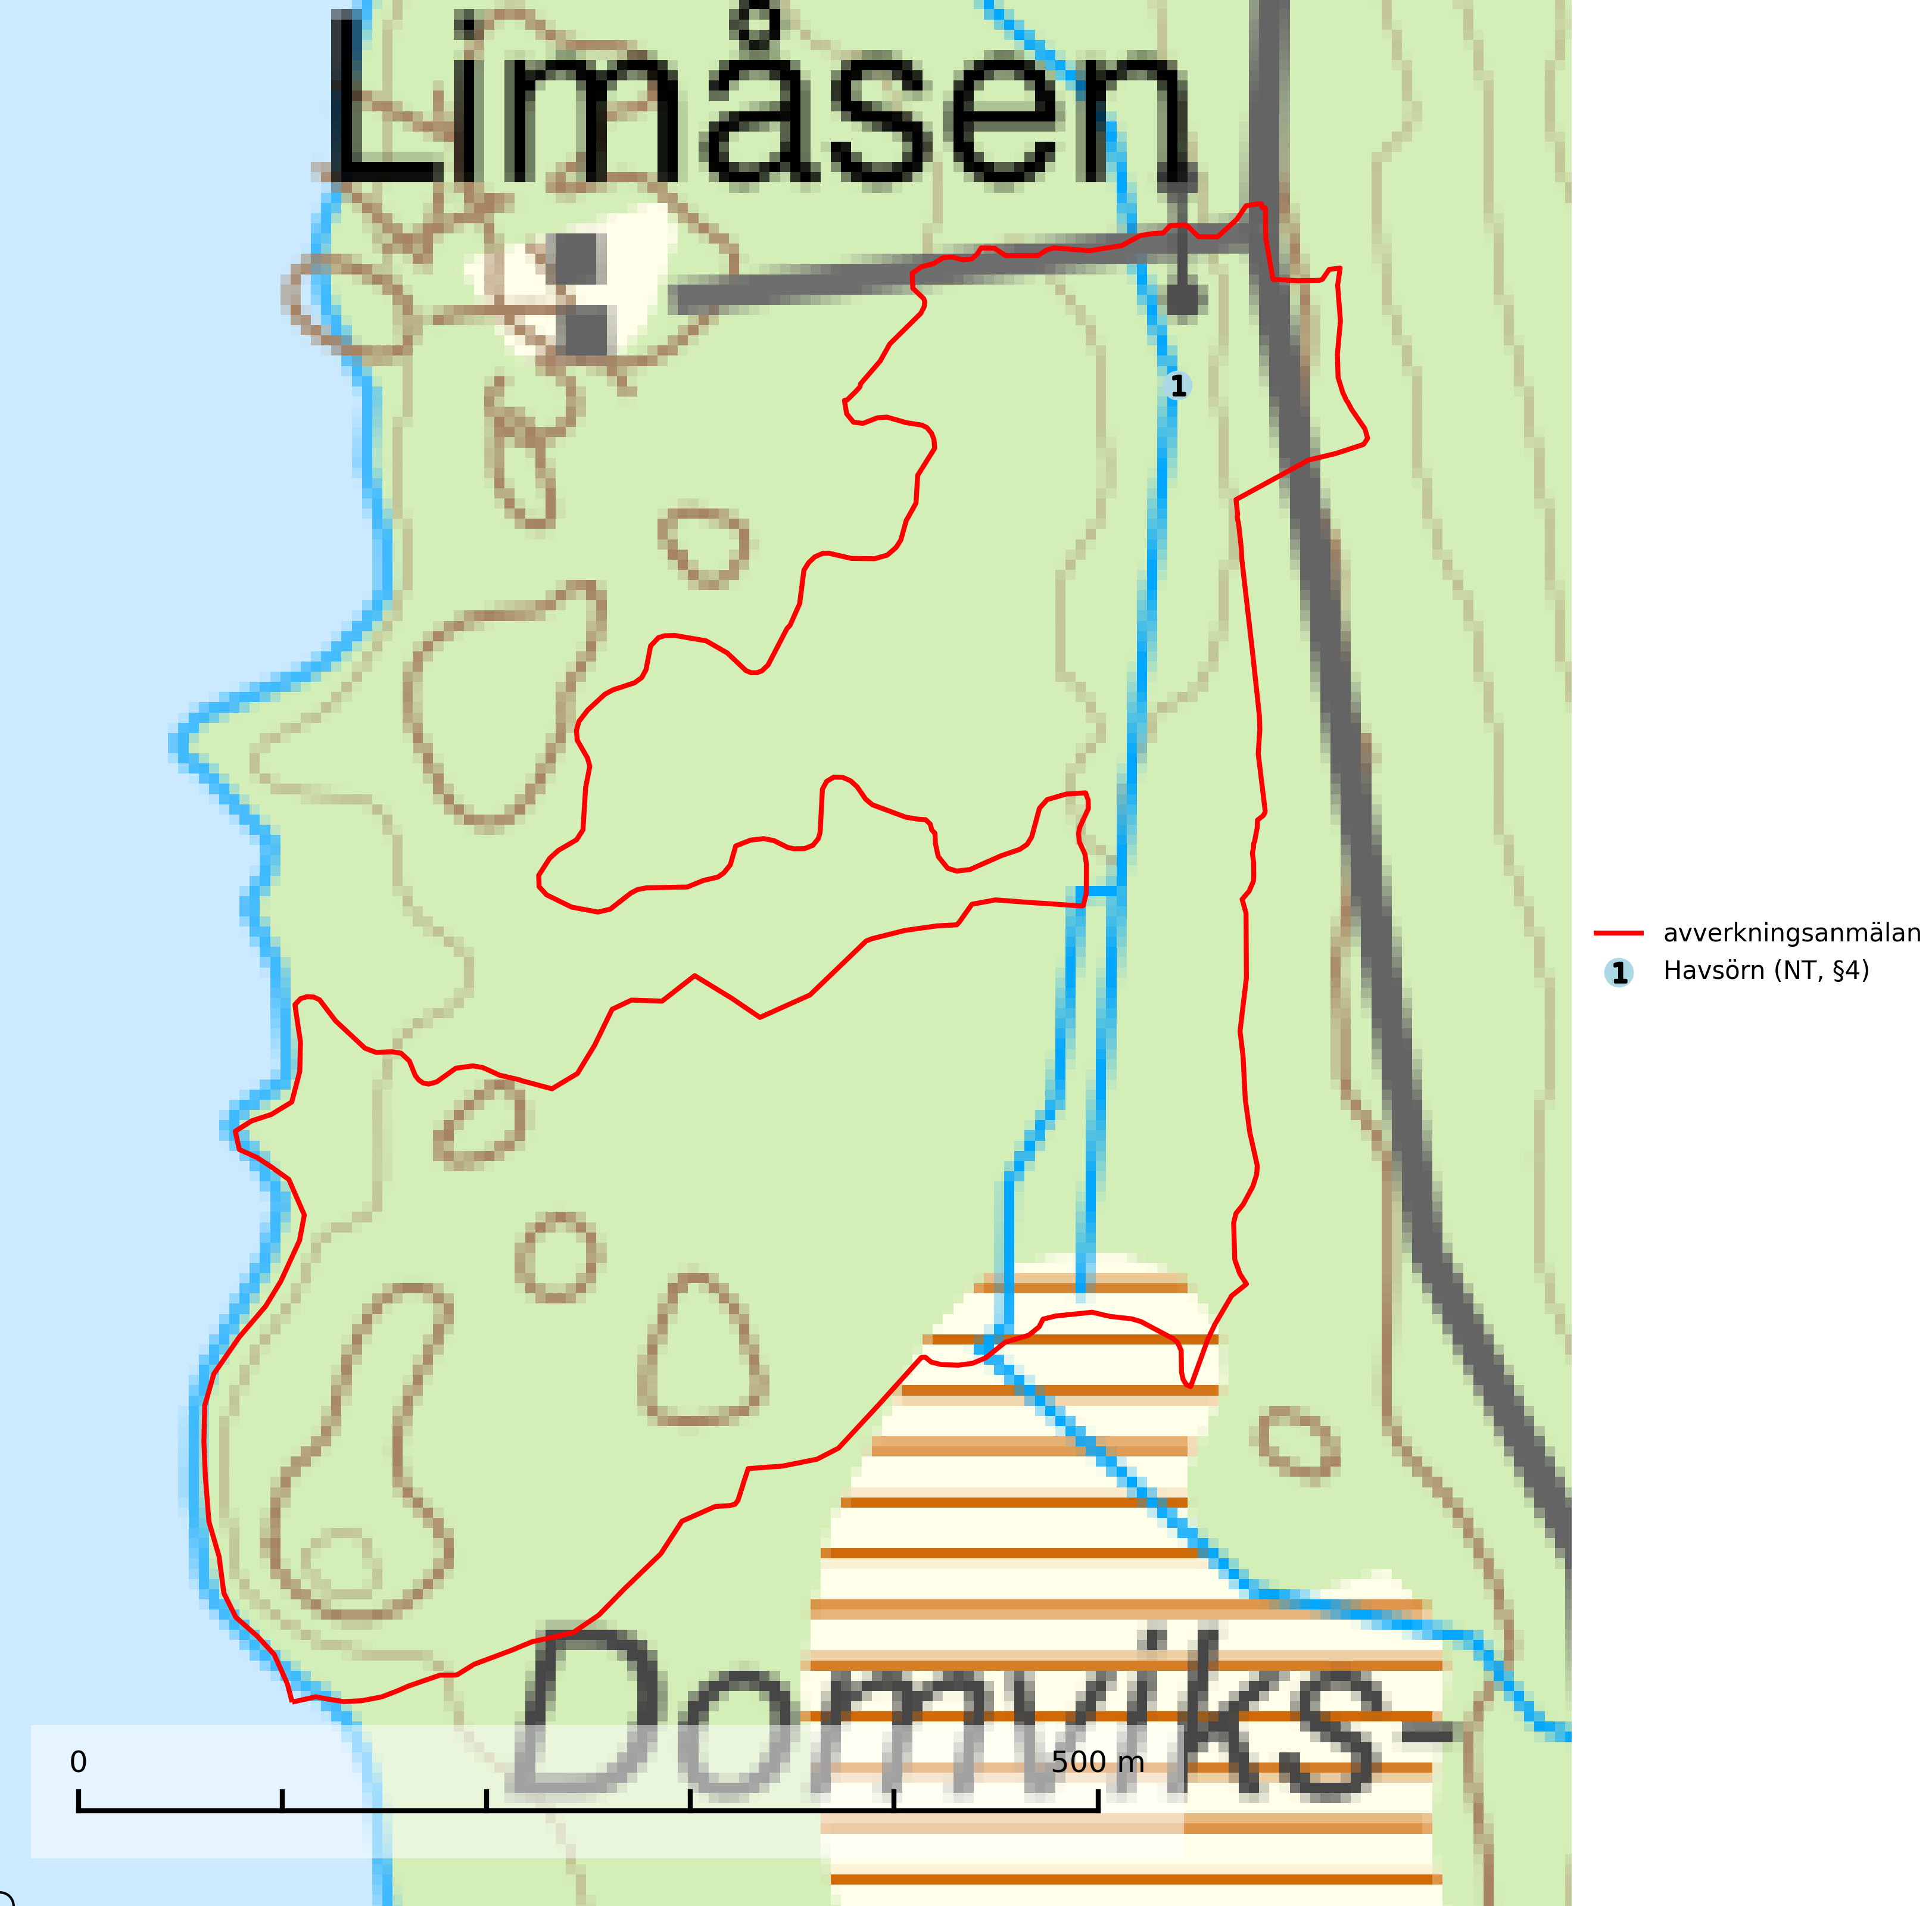 Limåsen
1
avverkningsanmälan
1 Havsörn (NT, §4)
Domviks-
0 500 m